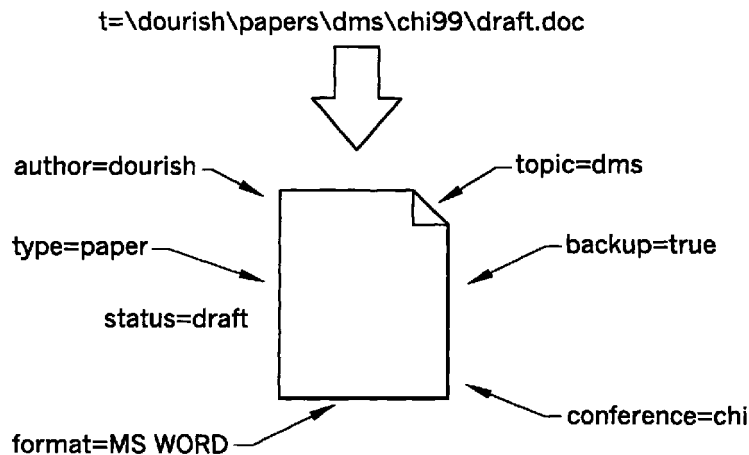 t=\dourish\papers\dms\chi99\draft.doc
author=dourish
topic=dms
type=paper
backup=true
status=draft
conference=chi
format=MS WORD